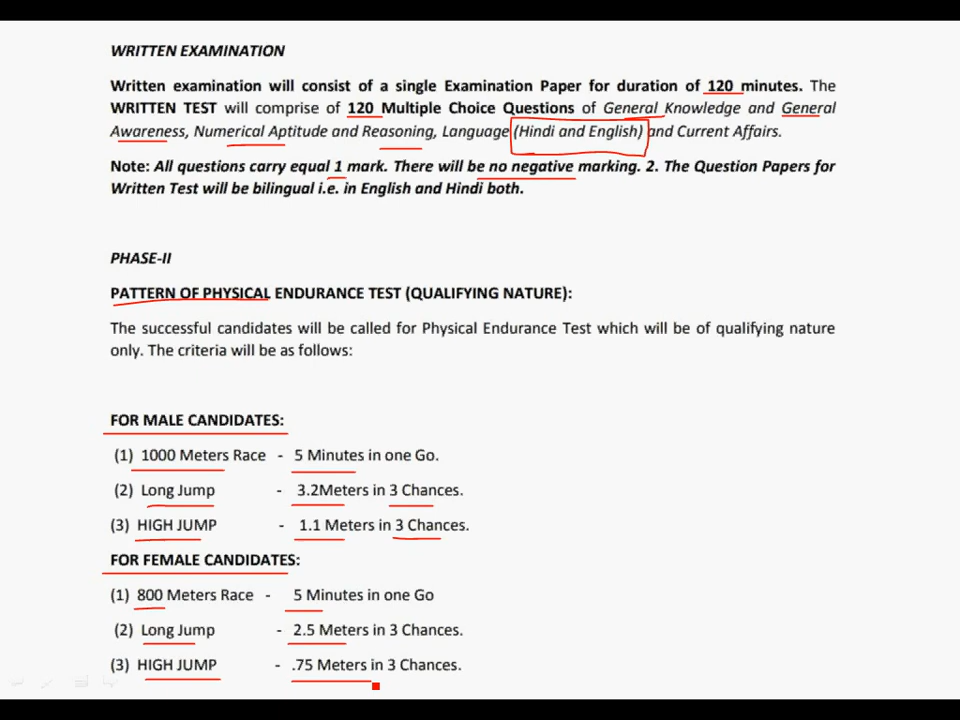 WRITTEN EXAMINATION
Written examination will consist of a single Examination Paper for duration of 120 minutes. The
WRITTEN TEST will comprise of 120 Multiple Choice Questions of General Knowledge and General
Awareness, Numerical Aptitude and Reasoning, Language (Hindi and English) and Current Affairs.
Note: All questions carry equal 1 mark. There will be no negative marking. 2. The Question Papers for
Written Test will be bilingual i.e. in English and Hindi both.
PHASE-II
PATTERN OF PHYSICAL ENDURANCE TEST (QUALIFYING NATURE):
The successful candidates will be called for Physical Endurance Test which will be of qualifying nature
only. The criteria will be as follows:
FOR MALE CANDIDATES:
(1) 1000 Meters Race - 5 Minutes in one Go.
(2) Long Jump - 3.2Meters in 3 Chances.
(3) HIGH JUMP - 1.1 Meters in 3 Chances.
FOR FEMALE CANDIDATES:
(1) 800 Meters Race - 5 Minutes in one Go
(2) Long Jump - 2.5 Meters in 3 Chances.
(3) HIGH JUMP - .75 Meters in 3 Chances.